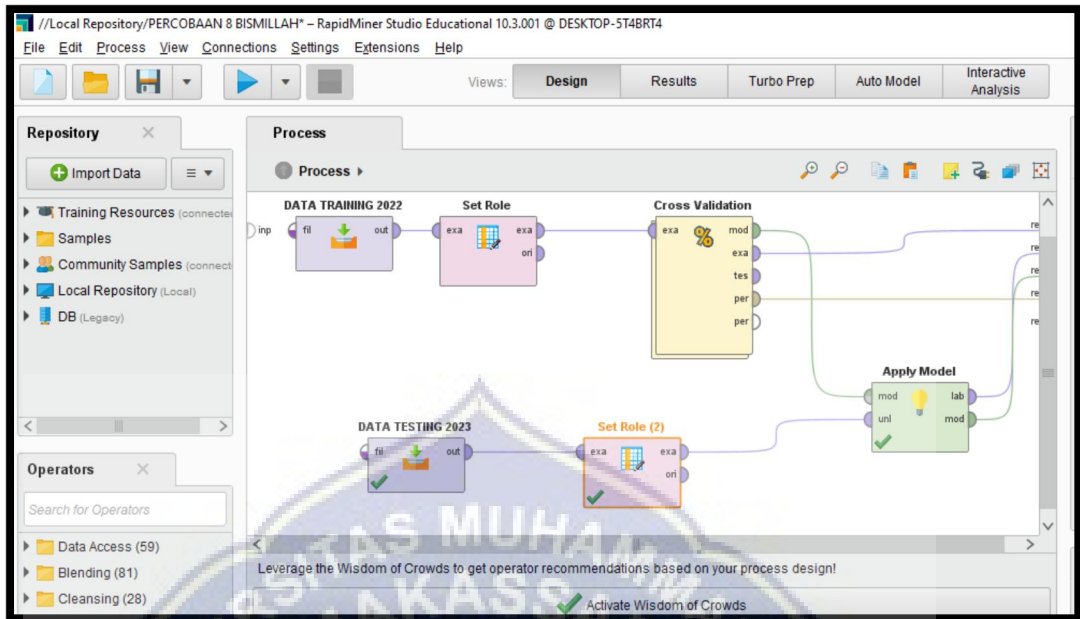 //Local Repository/PERCOBAAN 8 BISMILLAH* – RapidMiner Studio Educational 10.3.001 @ DESKTOP-5T4BRT4
File Edit Process View Connections Settings Extensions Help
Views: Design Results Turbo Prep Auto Model Interactive Analysis
Repository
Import Data
Training Resources (connecte
Samples
Community Samples (connect
Local Repository (Local)
DB (Legacy)
Operators
Search for Operators
Data Access (59)
Blending (81)
Cleansing (28)
Process
Process
inp
DATA TRAINING 2022
fil out
Set Role
exa exa
ori
Cross Validation
exa % mod
exa
tes
per
per
re
re
re
re
re
Apply Model
mod lab
unl mod
DATA TESTING 2023
fil out
Set Role (2)
exa exa
ori
Leverage the Wisdom of Crowds to get operator recommendations based on your process design!
Activate Wisdom of Crowds